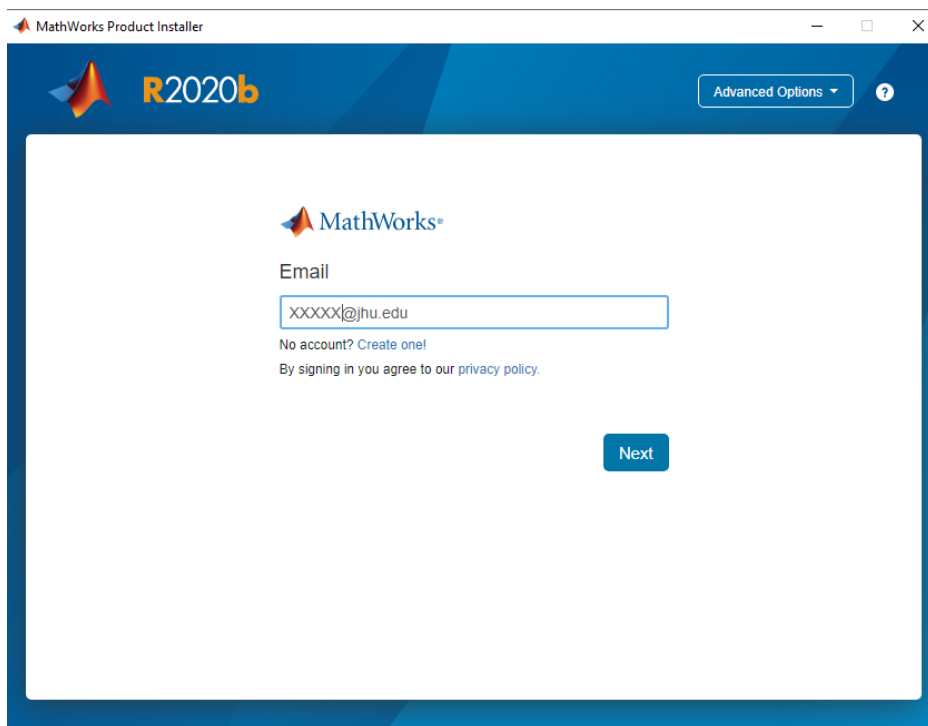 MathWorks Product Installer
R2020b
Advanced Options
?
MathWorks®
Email
XXXXX@jhu.edu
No account? Create one!
By signing in you agree to our privacy policy.
Next